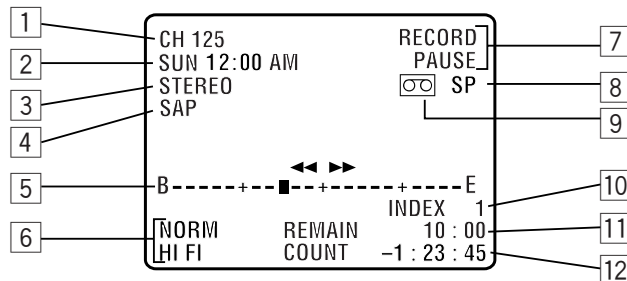 1
2
3
4
5
6
CH 125
SUN 12:00 AM
STEREO
SAP
RECORD
PAUSE
SP
B - - - - - - + - - - - + - - - - - - + - - - - - E
INDEX 1
NORM REMAIN 10 : 00
HI FI COUNT –1 : 23 : 45
7
8
9
10
11
12